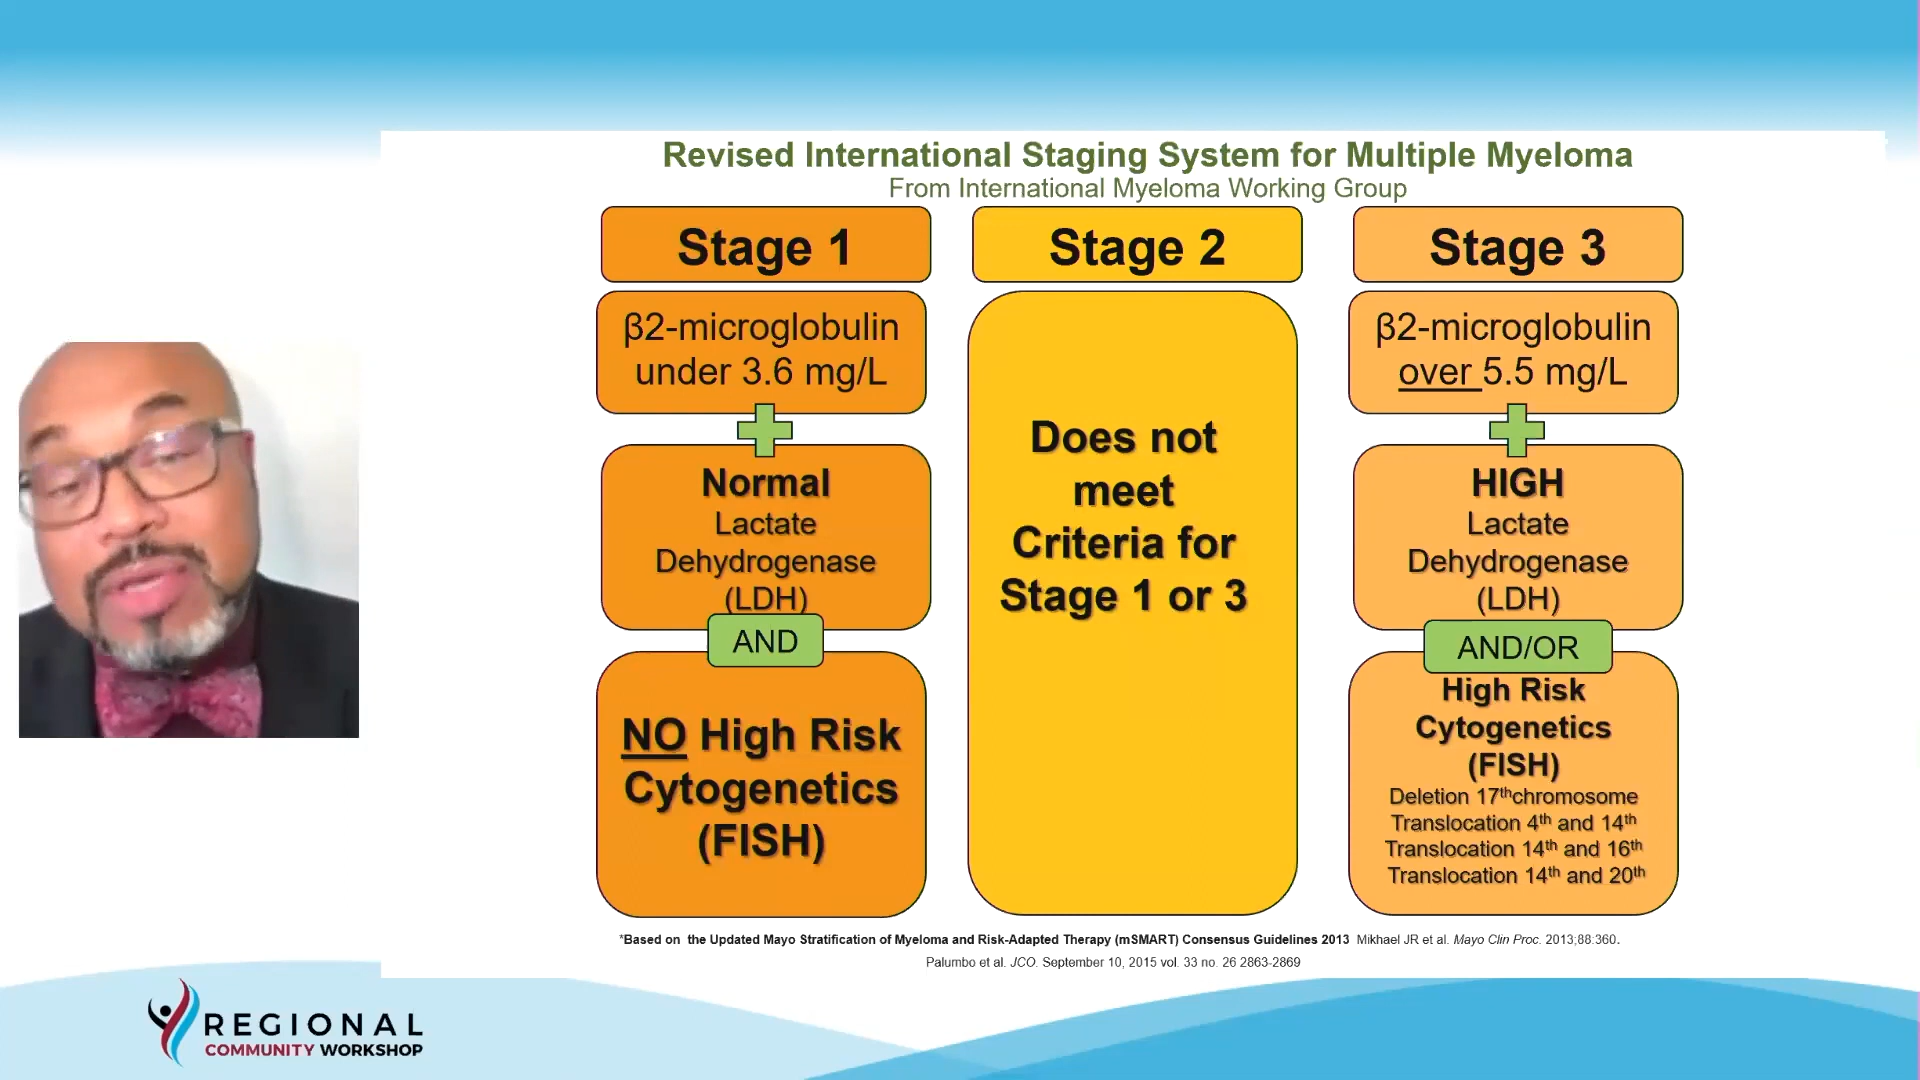 Revised International Staging System for Multiple Myeloma
From International Myeloma Working Group
Stage 1
β2-microglobulin
under 3.6 mg/L
Normal
Lactate
Dehydrogenase
(LDH)
AND
NO High Risk
Cytogenetics
(FISH)
Stage 2
Does not
meet
Criteria for
Stage 1 or 3
Stage 3
β2-microglobulin
over 5.5 mg/L
HIGH
Lactate
Dehydrogenase
(LDH)
AND/OR
High Risk
Cytogenetics
(FISH)
Deletion 17thchromosome
Translocation 4th and 14th
Translocation 14th and 16th
Translocation 14th and 20th
*Based on the Updated Mayo Stratification of Myeloma and Risk-Adapted Therapy (mSMART) Consensus Guidelines 2013 Mikhael JR et al. Mayo Clin Proc. 2013;88:360.
Palumbo et al. JCO. September 10, 2015 vol. 33 no. 26 2863-2869
REGIONAL
COMMUNITY WORKSHOP